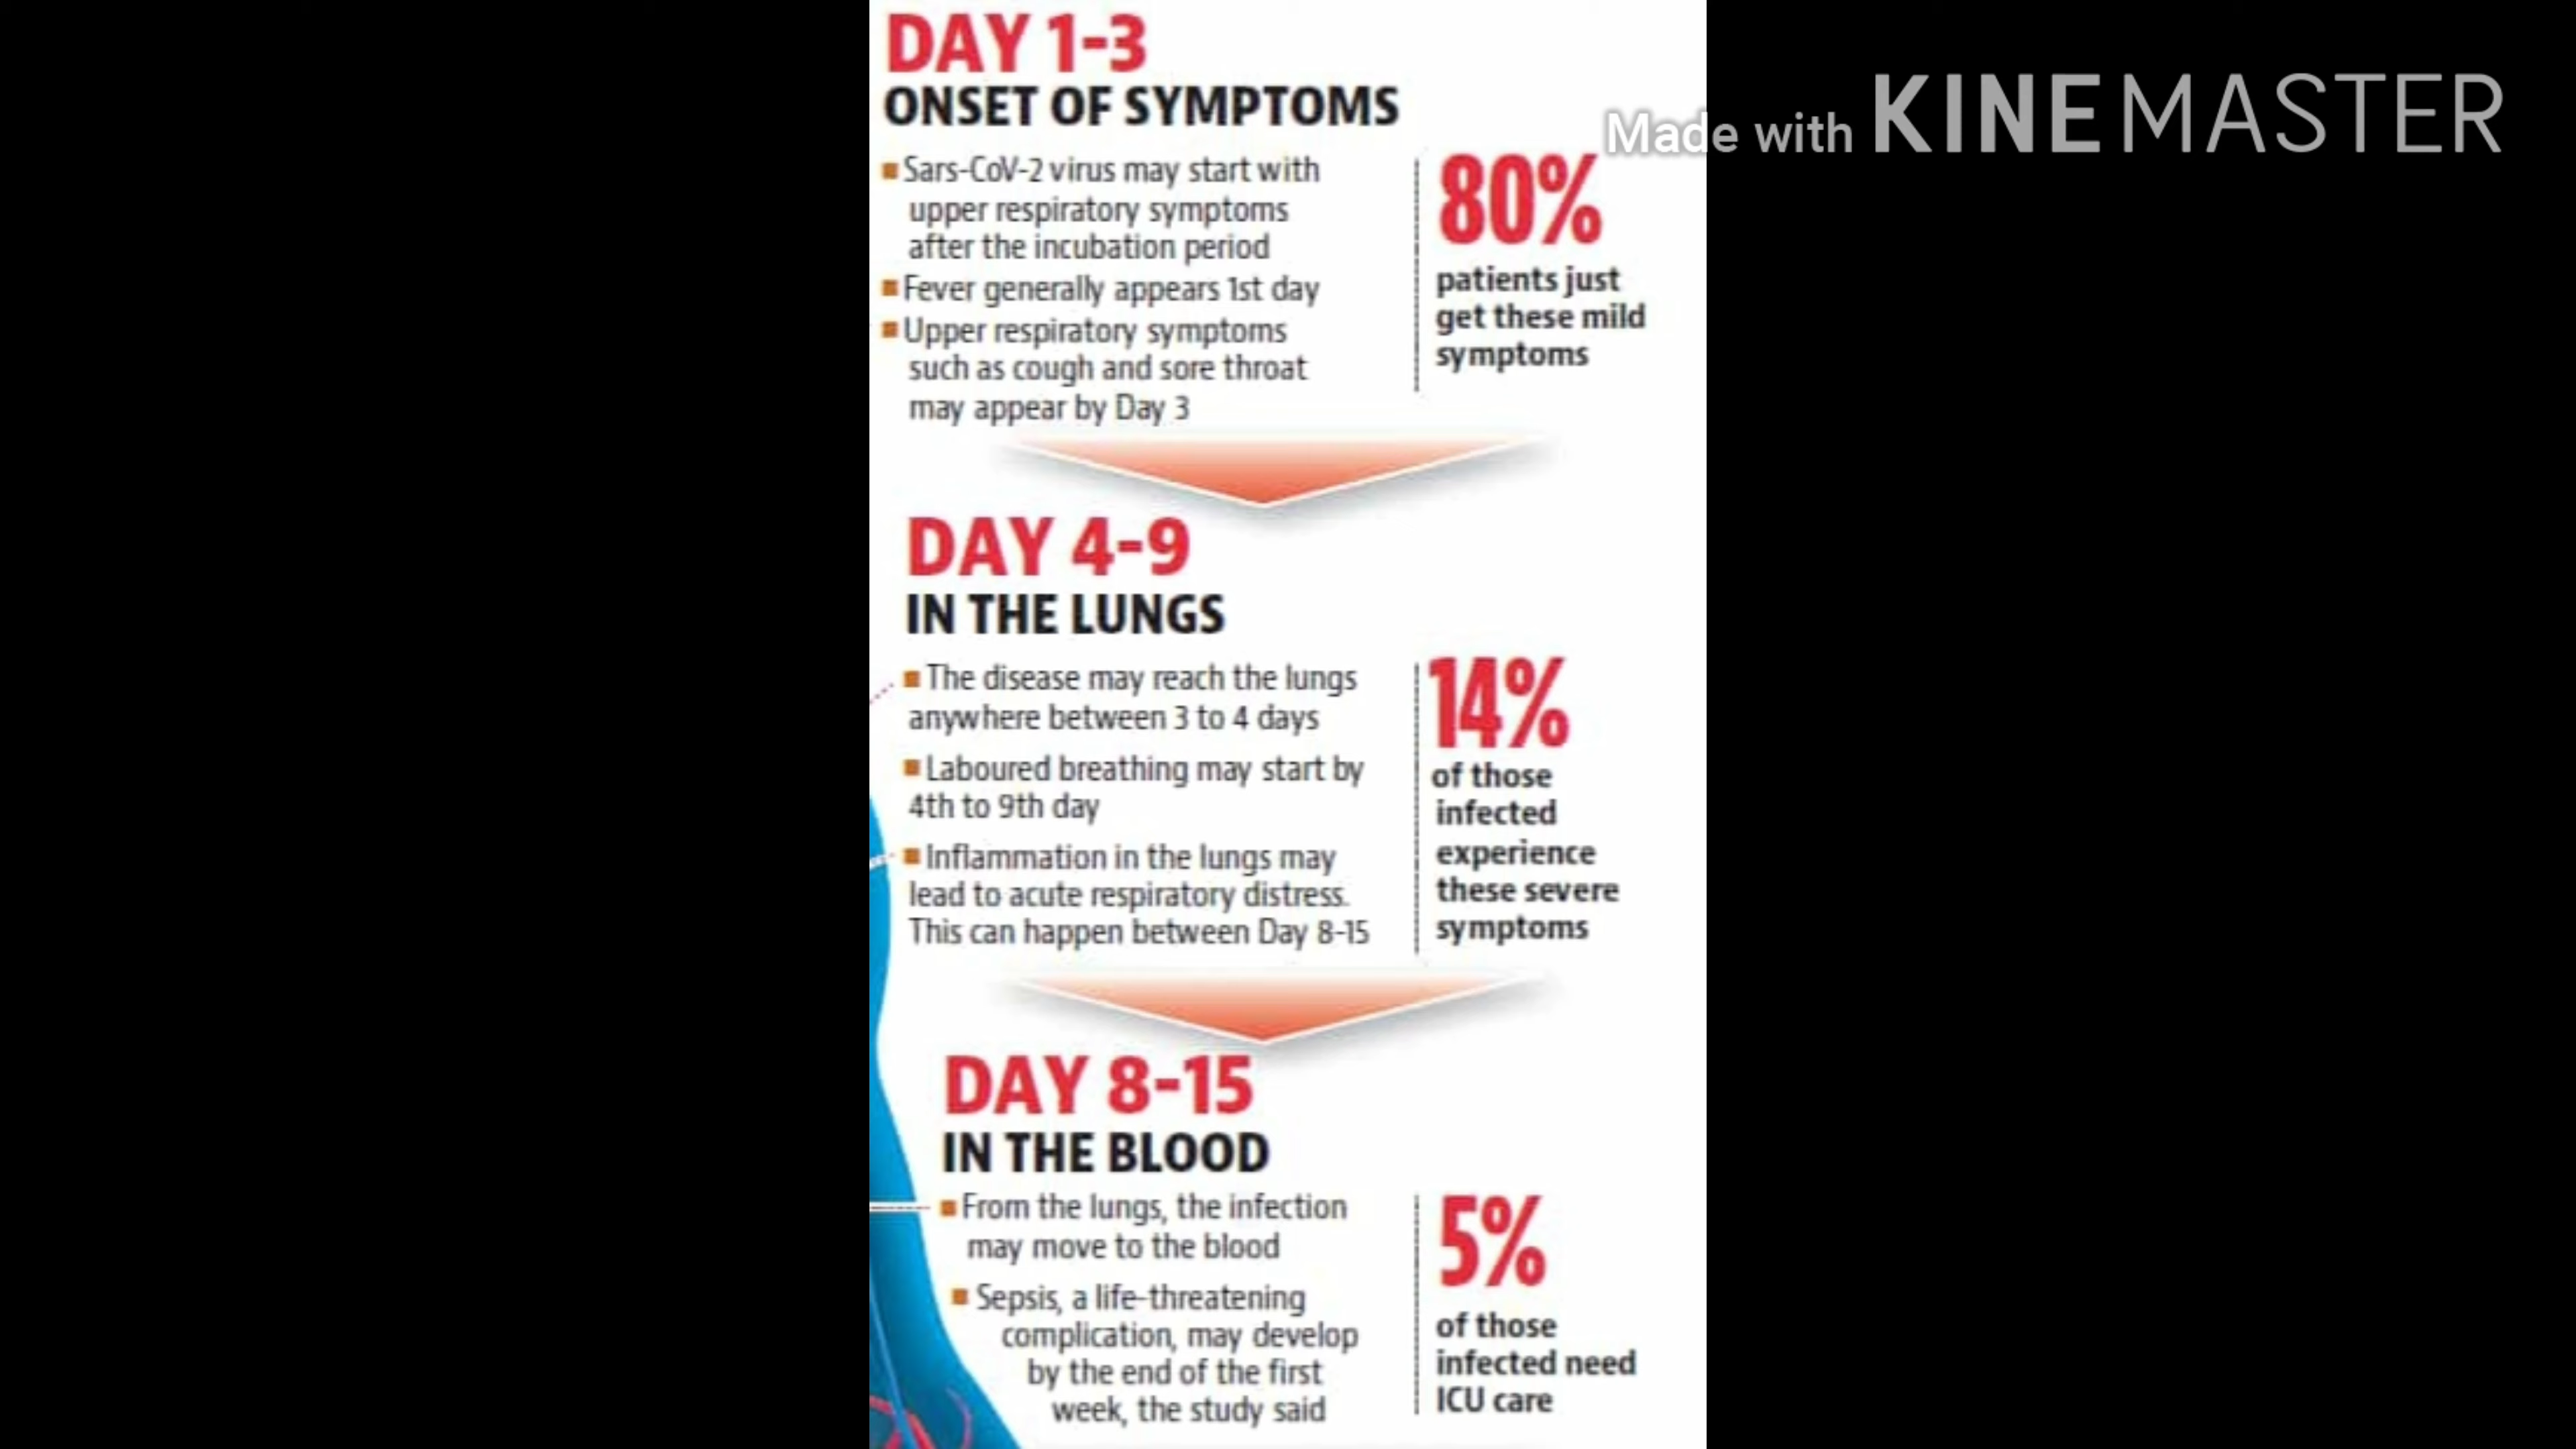 Made with KINEMASTER
DAY 1-3
ONSET OF SYMPTOMS
Sars-CoV-2 virus may start with
upper respiratory symptoms
after the incubation period
Fever generally appears 1st day
Upper respiratory symptoms
such as cough and sore throat
may appear by Day 3
80%
patients just
get these mild
symptoms
DAY 4-9
IN THE LUNGS
The disease may reach the lungs
anywhere between 3 to 4 days
Laboured breathing may start by
4th to 9th day
Inflammation in the lungs may
lead to acute respiratory distress.
This can happen between Day 8-15
14%
of those
infected
experience
these severe
symptoms
DAY 8-15
IN THE BLOOD
From the lungs, the infection
may move to the blood
Sepsis, a life-threatening
complication, may develop
by the end of the first
week, the study said
5%
of those
infected need
ICU care